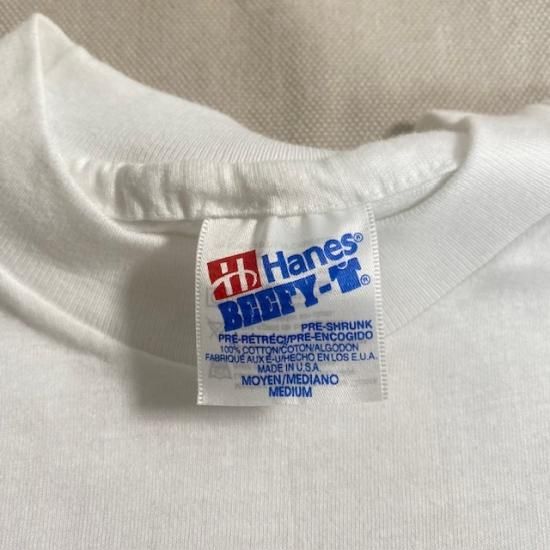 Hanes®
BEEFY-T®
PRE-SHRUNK
PRE-RÉTRÉCI/PRE-ENCOGIDO
100% COTTON/COTON/ALGODON
FABRIQUÉ AUX É-U/HECHO EN LOS E.U.A.
MADE IN U.S.A.
MOYEN/MEDIANO
MEDIUM